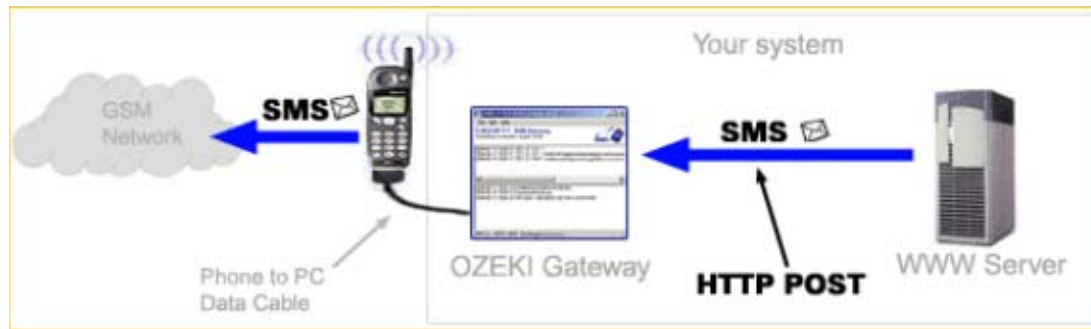 Your system
GSM
Network
SMS
SMS
OZEKI Gateway
WWW Server
HTTP POST
Phone to PC
Data Cable